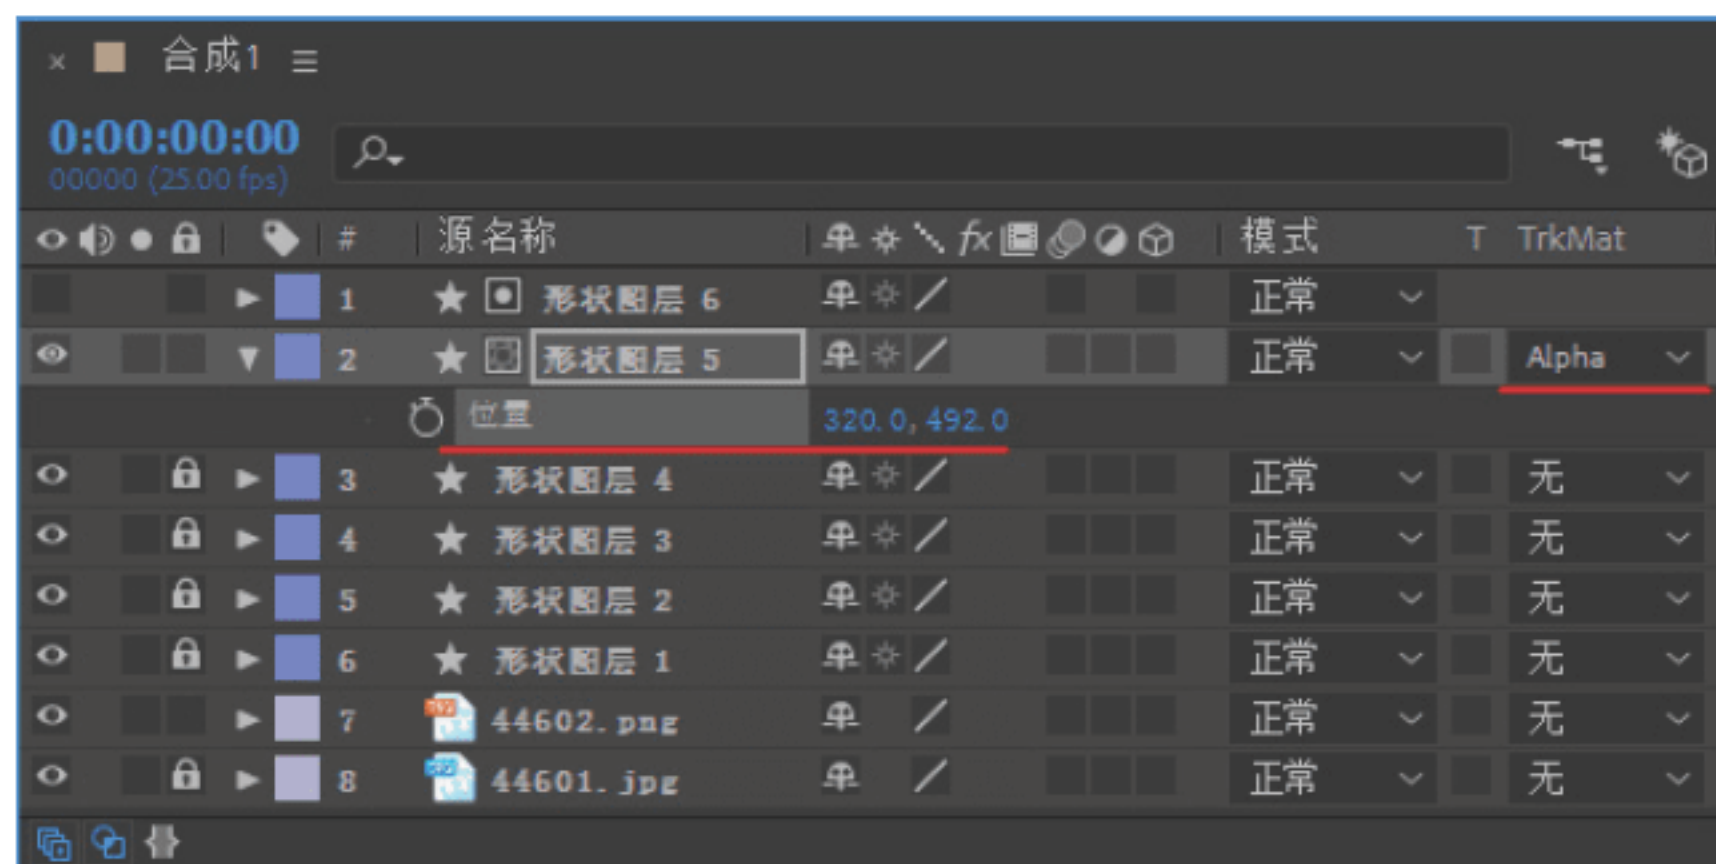 合成1
0:00:00:00
00000 (25.00 fps)
# 源名称 fx 模式 T TrkMat
1 形状图层 6 正常
2 形状图层 5 正常 Alpha
位置 320.0, 492.0
3 形状图层 4 正常 无
4 形状图层 3 正常 无
5 形状图层 2 正常 无
6 形状图层 1 正常 无
7 44602.png 正常 无
8 44601.jpg 正常 无